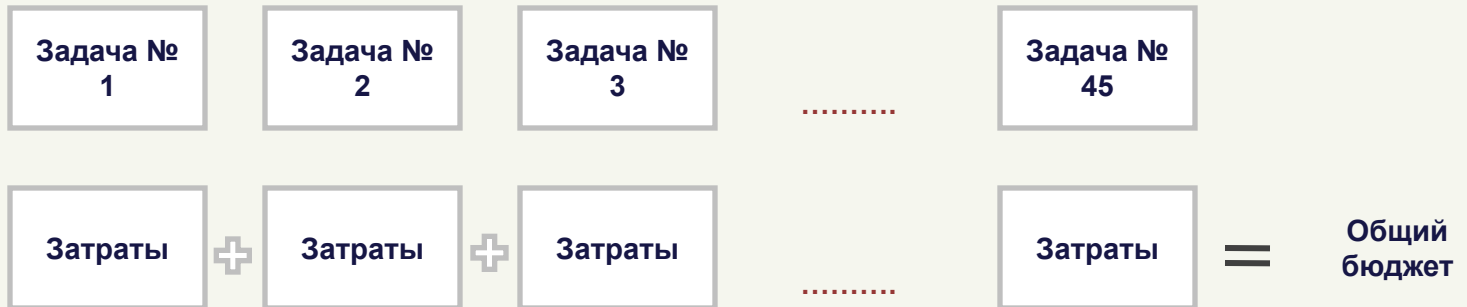 Задача №
1
Задача №
2
Задача №
3
..........
Задача №
45
Затраты
Затраты
Затраты
..........
Затраты
=
Общий
бюджет